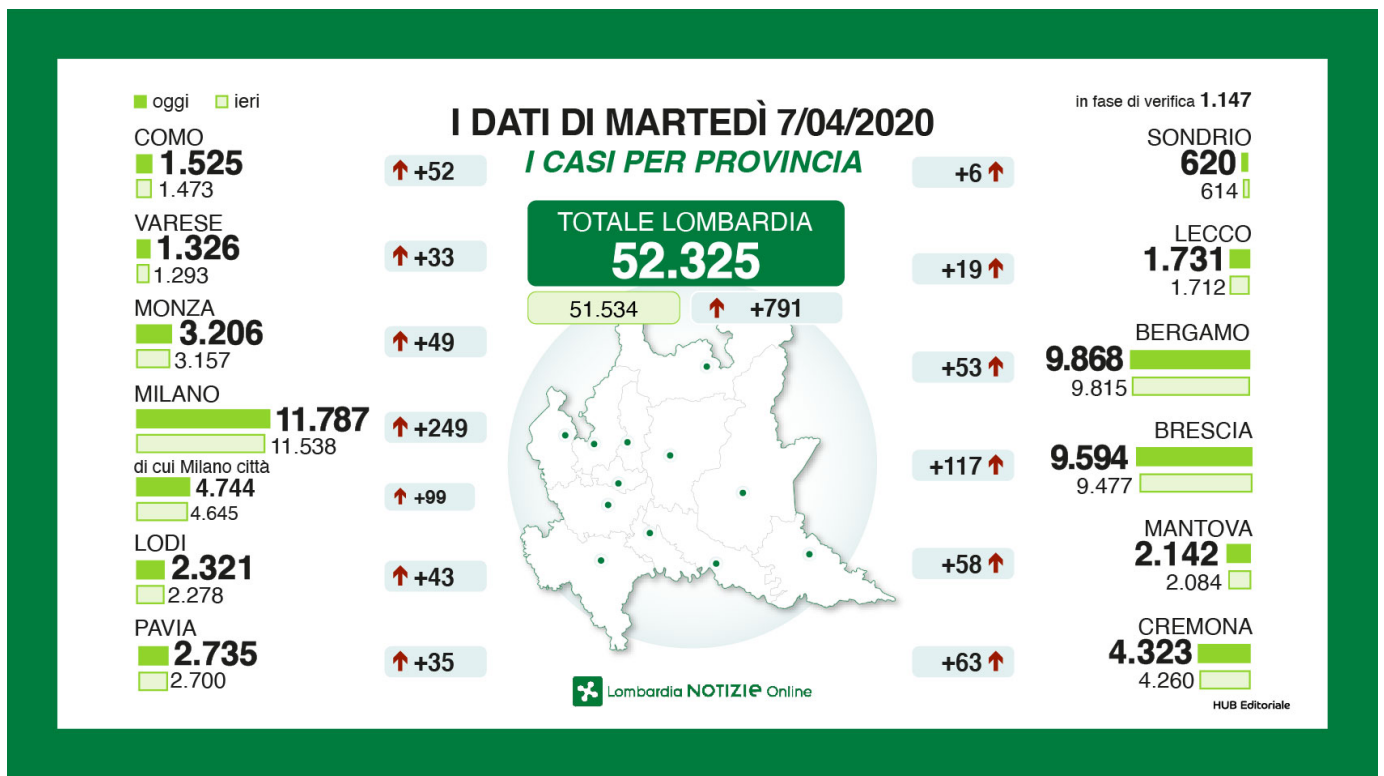 oggi ieri
I DATI DI MARTEDÌ 7/04/2020
I CASI PER PROVINCIA
in fase di verifica 1.147
TOTALE LOMBARDIA
52.325
51.534 +791
COMO
1.525
1.473
+52
VARESE
1.326
1.293
+33
MONZA
3.206
3.157
+49
MILANO
11.787
11.538
+249
di cui Milano città
4.744
4.645
+99
LODI
2.321
2.278
+43
PAVIA
2.735
2.700
+35
SONDRIO
620
614
+6
LECCO
1.731
1.712
+19
BERGAMO
9.868
9.815
+53
BRESCIA
9.594
9.477
+117
MANTOVA
2.142
2.084
+58
CREMONA
4.323
4.260
+63
Lombardia NOTIZIE Online
HUB Editoriale